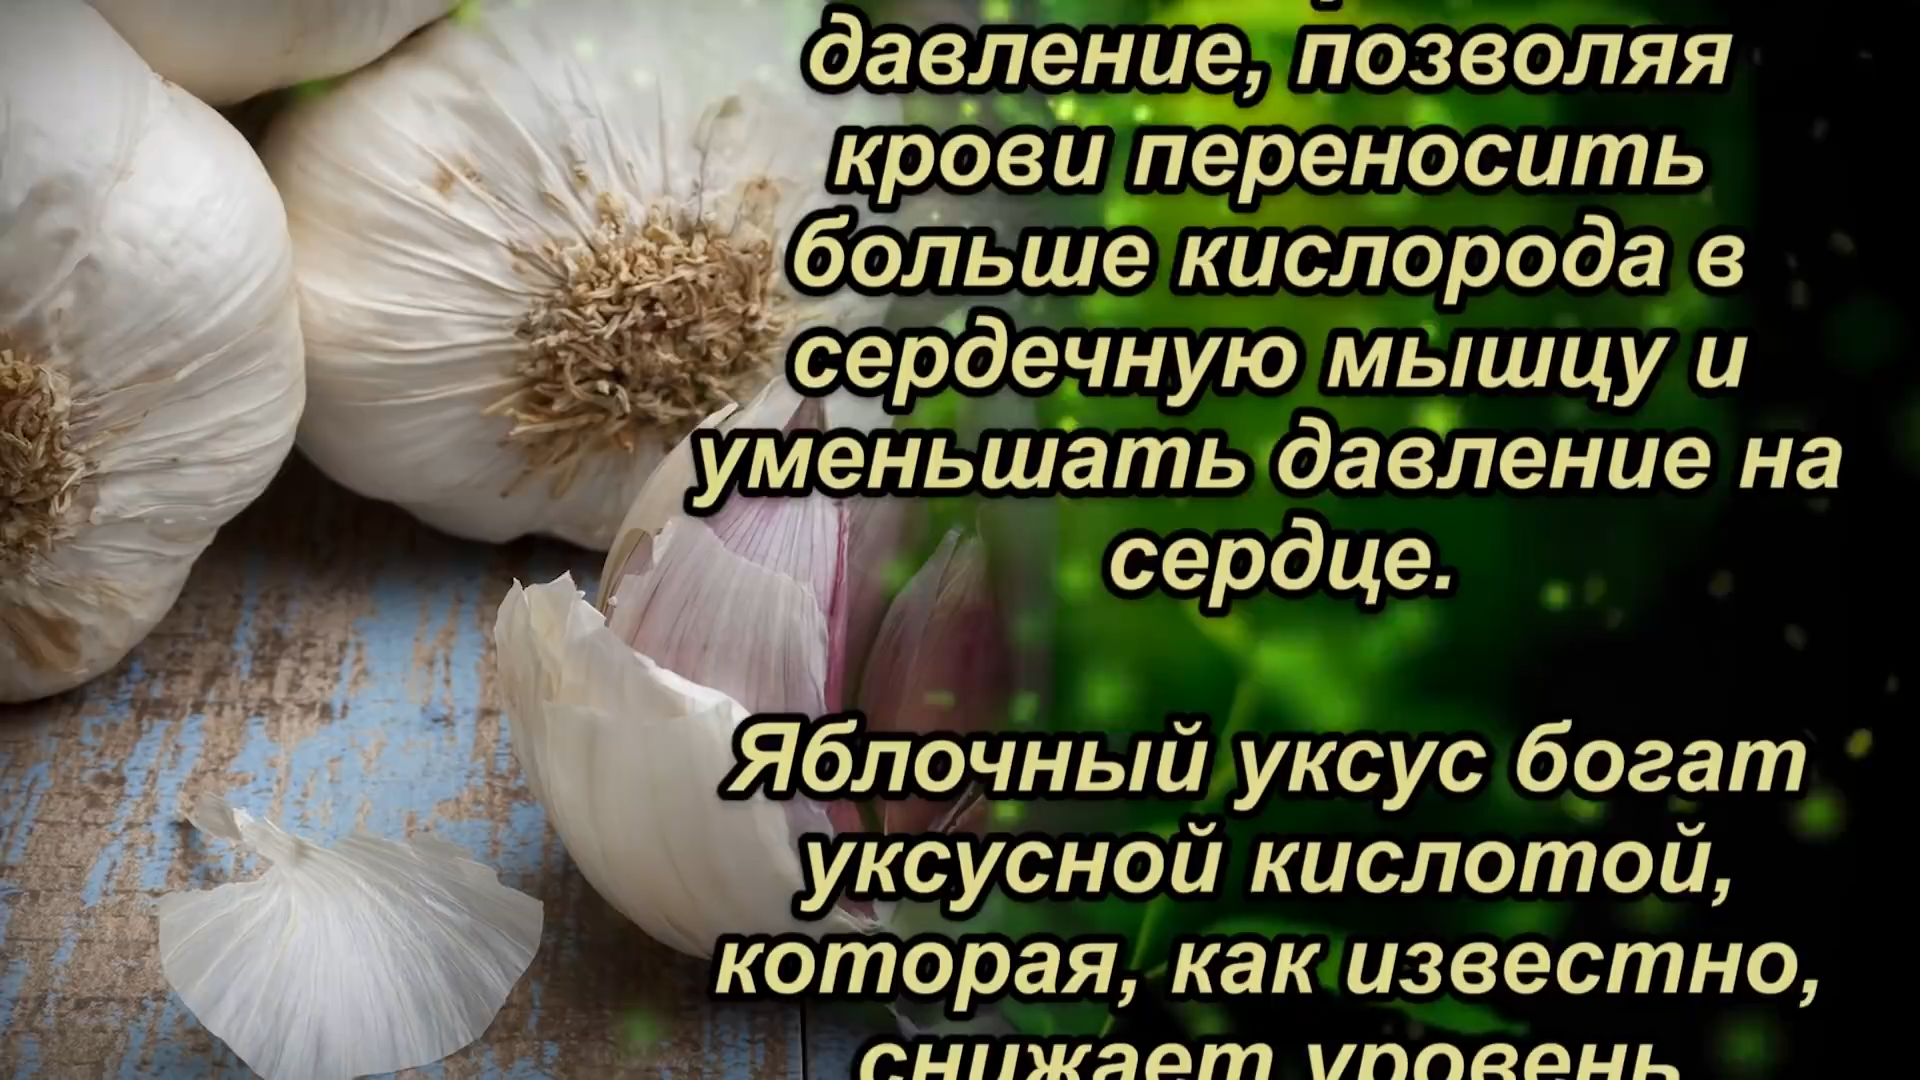 давление, позволяя
крови переносить
больше кислорода в
сердечную мышцу и
уменьшать давление на
сердце.
Яблочный уксус богат
уксусной кислотой,
которая, как известно,
снижает уровень